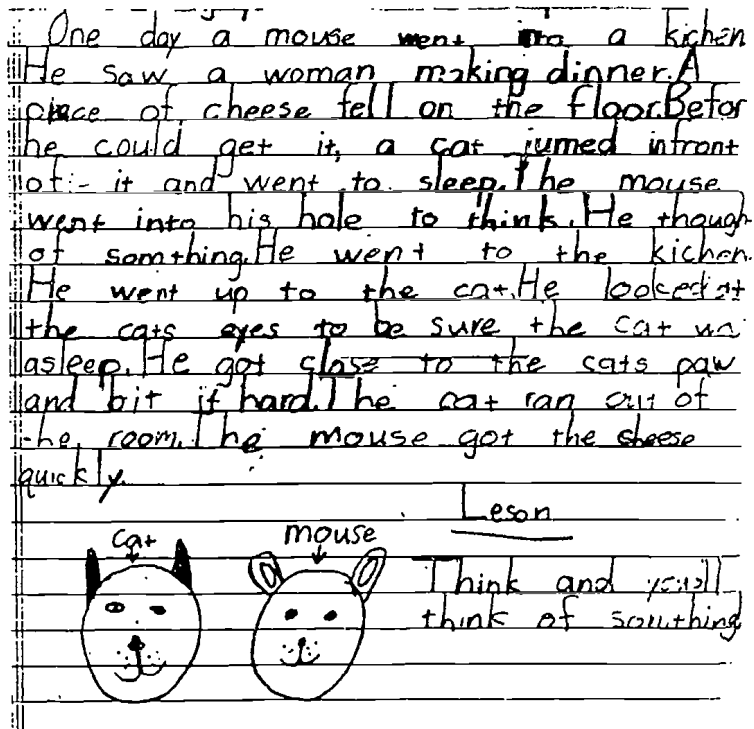 One day a mouse went into a kichen
He saw a woman making dinner. A
piece of cheese fell on the floor. Befor
he could get it, a cat jumed infront
of it and went to sleep. The mouse
went into his hole to think. He though
of somthing. He went to the kichen.
He went up to the cat. He looked at
the cats eyes to be sure the cat
asleep. He got close to the cats paw
and bit it hard. The cat ran out of
the room. The mouse got the cheese
quickly.
Leson
cat mouse
Think and you'll
think of somthing